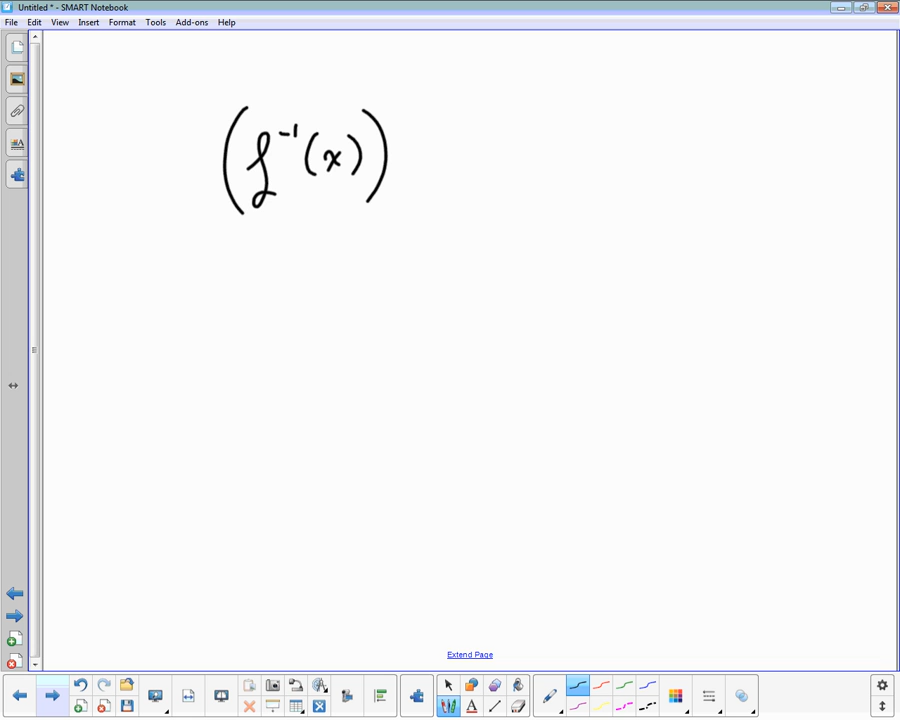 Untitled * - SMART Notebook
File Edit View Insert Format Tools Add-ons Help
(f⁻¹(x))
Extend Page